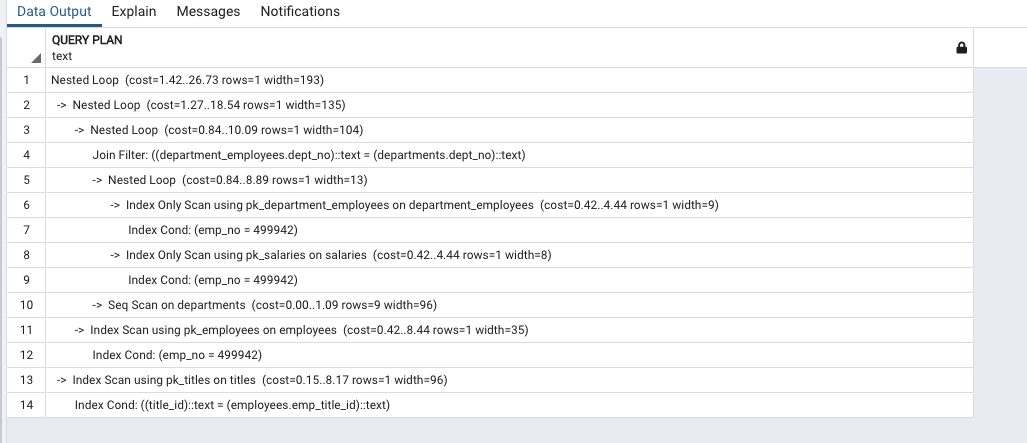 Data Output Explain Messages Notifications
QUERY PLAN
text
1 Nested Loop (cost=1.42..26.73 rows=1 width=193)
2 -> Nested Loop (cost=1.27..18.54 rows=1 width=135)
3 -> Nested Loop (cost=0.84..10.09 rows=1 width=104)
4 Join Filter: ((department_employees.dept_no)::text = (departments.dept_no)::text)
5 -> Nested Loop (cost=0.84..8.89 rows=1 width=13)
6 -> Index Only Scan using pk_department_employees on department_employees (cost=0.42..4.44 rows=1 width=9)
7 Index Cond: (emp_no = 499942)
8 -> Index Only Scan using pk_salaries on salaries (cost=0.42..4.44 rows=1 width=8)
9 Index Cond: (emp_no = 499942)
10 -> Seq Scan on departments (cost=0.00..1.09 rows=9 width=96)
11 -> Index Scan using pk_employees on employees (cost=0.42..8.44 rows=1 width=35)
12 Index Cond: (emp_no = 499942)
13 -> Index Scan using pk_titles on titles (cost=0.15..8.17 rows=1 width=96)
14 Index Cond: ((title_id)::text = (employees.emp_title_id)::text)